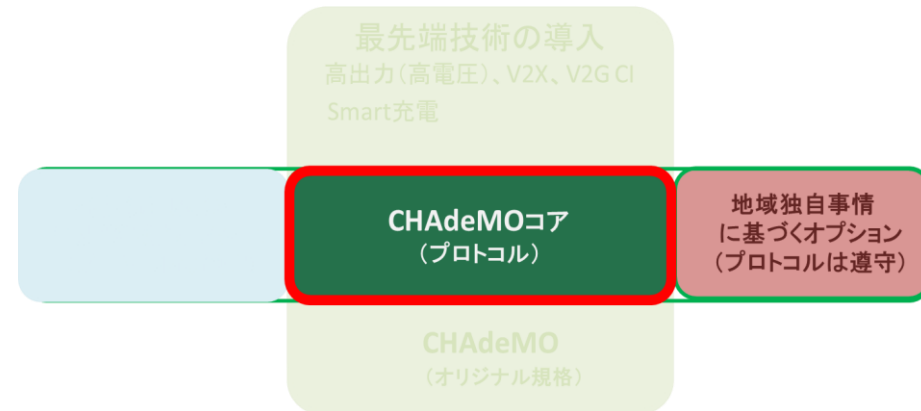 最先端技術の導入
高出力(高電圧)、V2X、V2G CI
Smart充電
CHAdeMOコア
(プロトコル)
地域独自事情
に基づくオプション
(プロトコルは遵守)
CHAdeMO
(オリジナル規格)